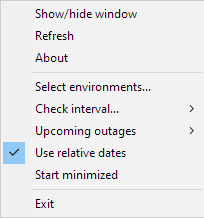 Show/hide window
Refresh
About
Select environments...
Check interval...
Upcoming outages
Use relative dates
Start minimized
Exit